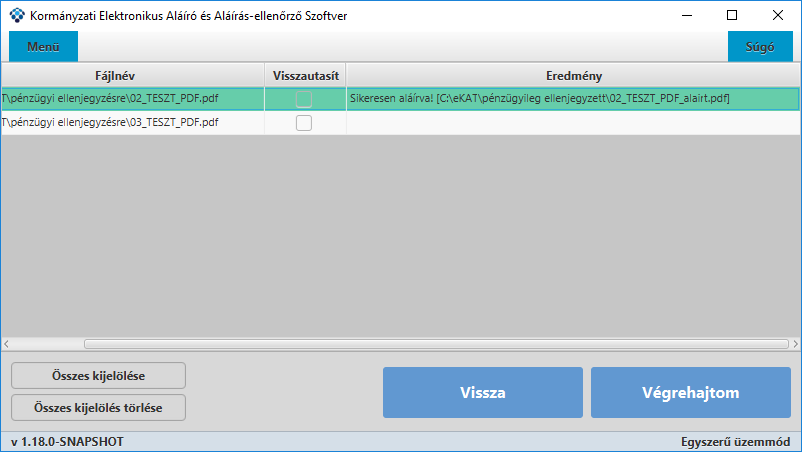 Kormányzati Elektronikus Aláíró és Aláírás-ellenőrző Szoftver
Menü Súgó
Fájlnév Visszautasít Eredmény
T\pénzügyi ellenjegyzésre\02_TESZT_PDF.pdf Sikeresen aláírva! [C:\eKAT\pénzügyileg ellenjegyzett\02_TESZT_PDF_alairt.pdf]
T\pénzügyi ellenjegyzésre\03_TESZT_PDF.pdf
Összes kijelölése
Összes kijelölés törlése
Vissza Végrehajtom
v 1.18.0-SNAPSHOT Egyszerű üzemmód